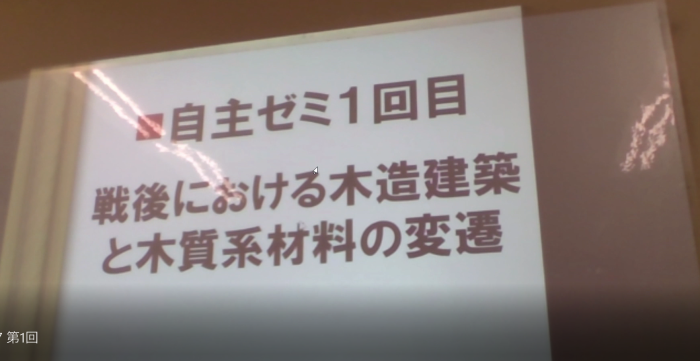 ■自主ゼミ1回目
戦後における木造建築
と木質系材料の変遷
第1回